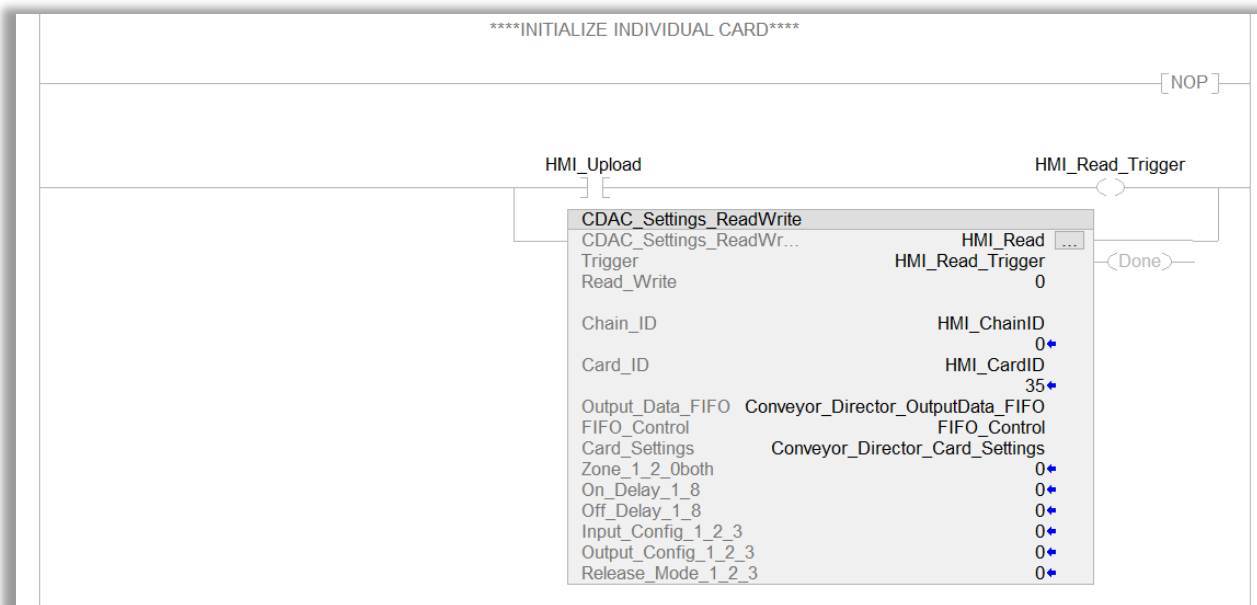 ****INITIALIZE INDIVIDUAL CARD****
NOP
HMI_Upload HMI_Read_Trigger
CDAC_Settings_ReadWrite
CDAC_Settings_ReadWr... HMI_Read ...
Trigger HMI_Read_Trigger Done
Read_Write 0
Chain_ID HMI_ChainID
0
Card_ID HMI_CardID
35
Output_Data_FIFO Conveyor_Director_OutputData_FIFO
FIFO_Control FIFO_Control
Card_Settings Conveyor_Director_Card_Settings
Zone_1_2_0both 0
On_Delay_1_8 0
Off_Delay_1_8 0
Input_Config_1_2_3 0
Output_Config_1_2_3 0
Release_Mode_1_2_3 0